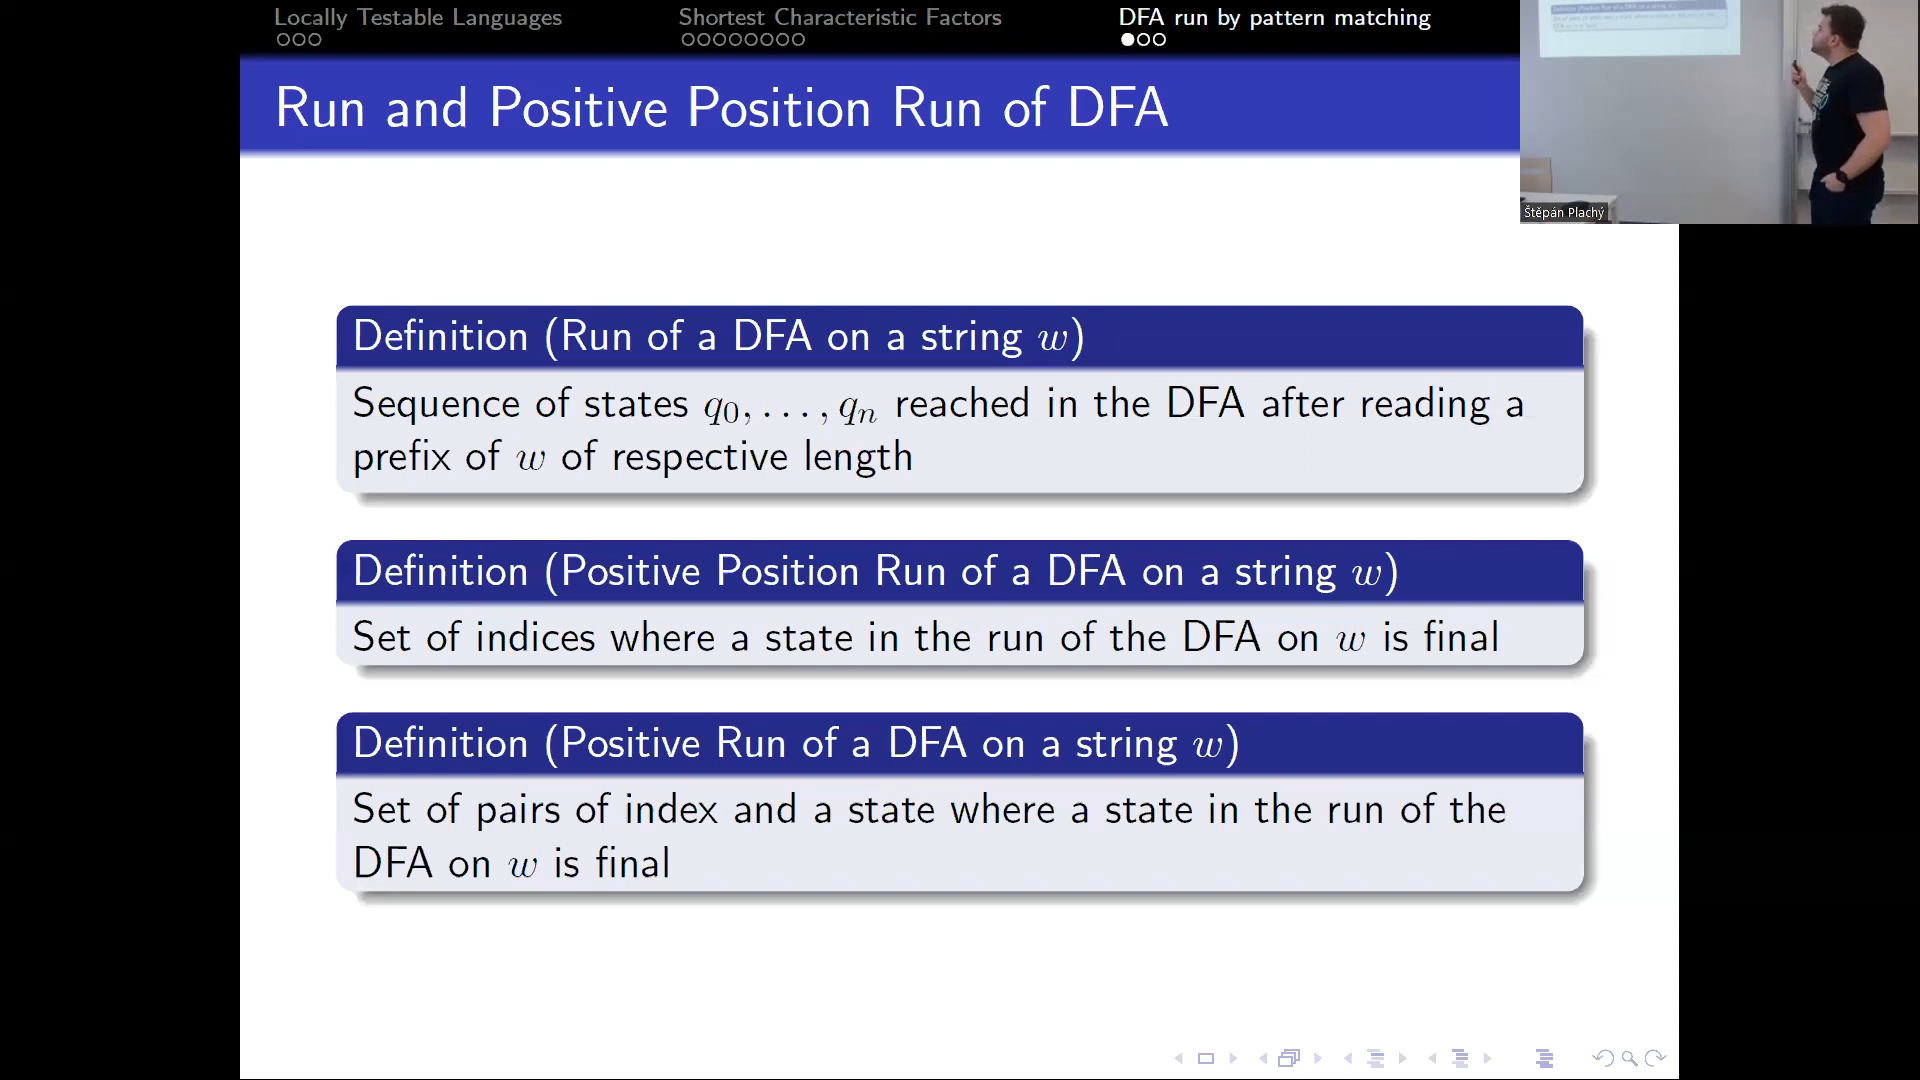 Locally Testable Languages
Shortest Characteristic Factors
DFA run by pattern matching
Run and Positive Position Run of DFA
Štěpán Plachý
Definition (Run of a DFA on a string w)
Sequence of states q0, . . . , qn reached in the DFA after reading a
prefix of w of respective length
Definition (Positive Position Run of a DFA on a string w)
Set of indices where a state in the run of the DFA on w is final
Definition (Positive Run of a DFA on a string w)
Set of pairs of index and a state where a state in the run of the
DFA on w is final